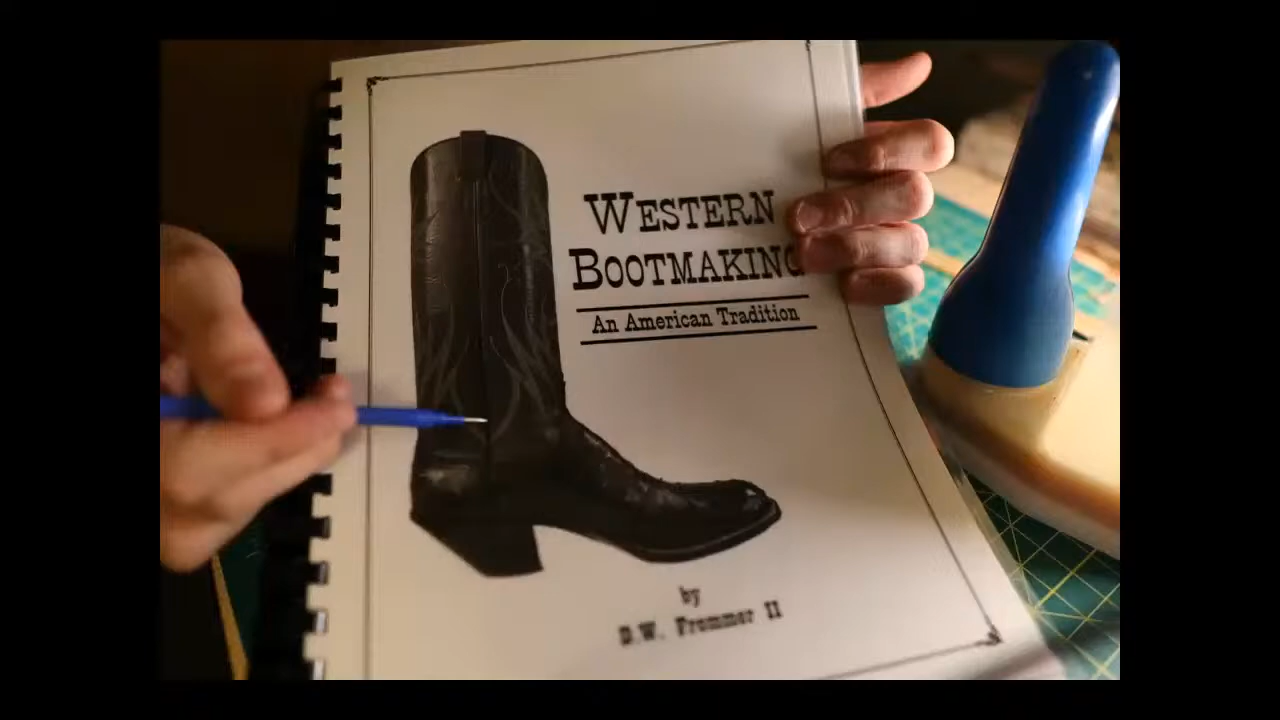 WESTERN
BOOTMAKING
An American Tradition
by
D.W. Frommer II